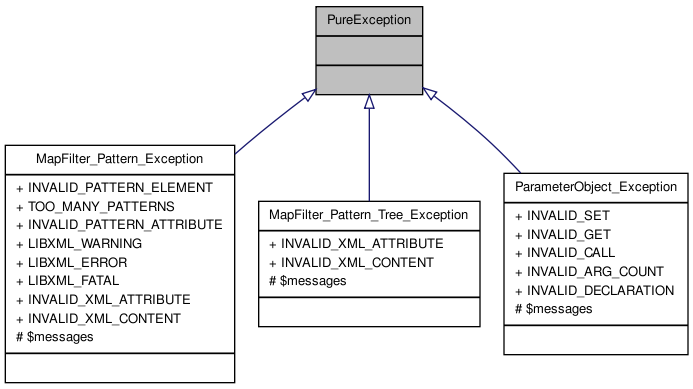 PureException
MapFilter_Pattern_Exception
+ INVALID_PATTERN_ELEMENT
+ TOO_MANY_PATTERNS
+ INVALID_PATTERN_ATTRIBUTE
+ LIBXML_WARNING
+ LIBXML_ERROR
+ LIBXML_FATAL
+ INVALID_XML_ATTRIBUTE
+ INVALID_XML_CONTENT
# $messages
MapFilter_Pattern_Tree_Exception
+ INVALID_XML_ATTRIBUTE
+ INVALID_XML_CONTENT
# $messages
ParameterObject_Exception
+ INVALID_SET
+ INVALID_GET
+ INVALID_CALL
+ INVALID_ARG_COUNT
+ INVALID_DECLARATION
# $messages